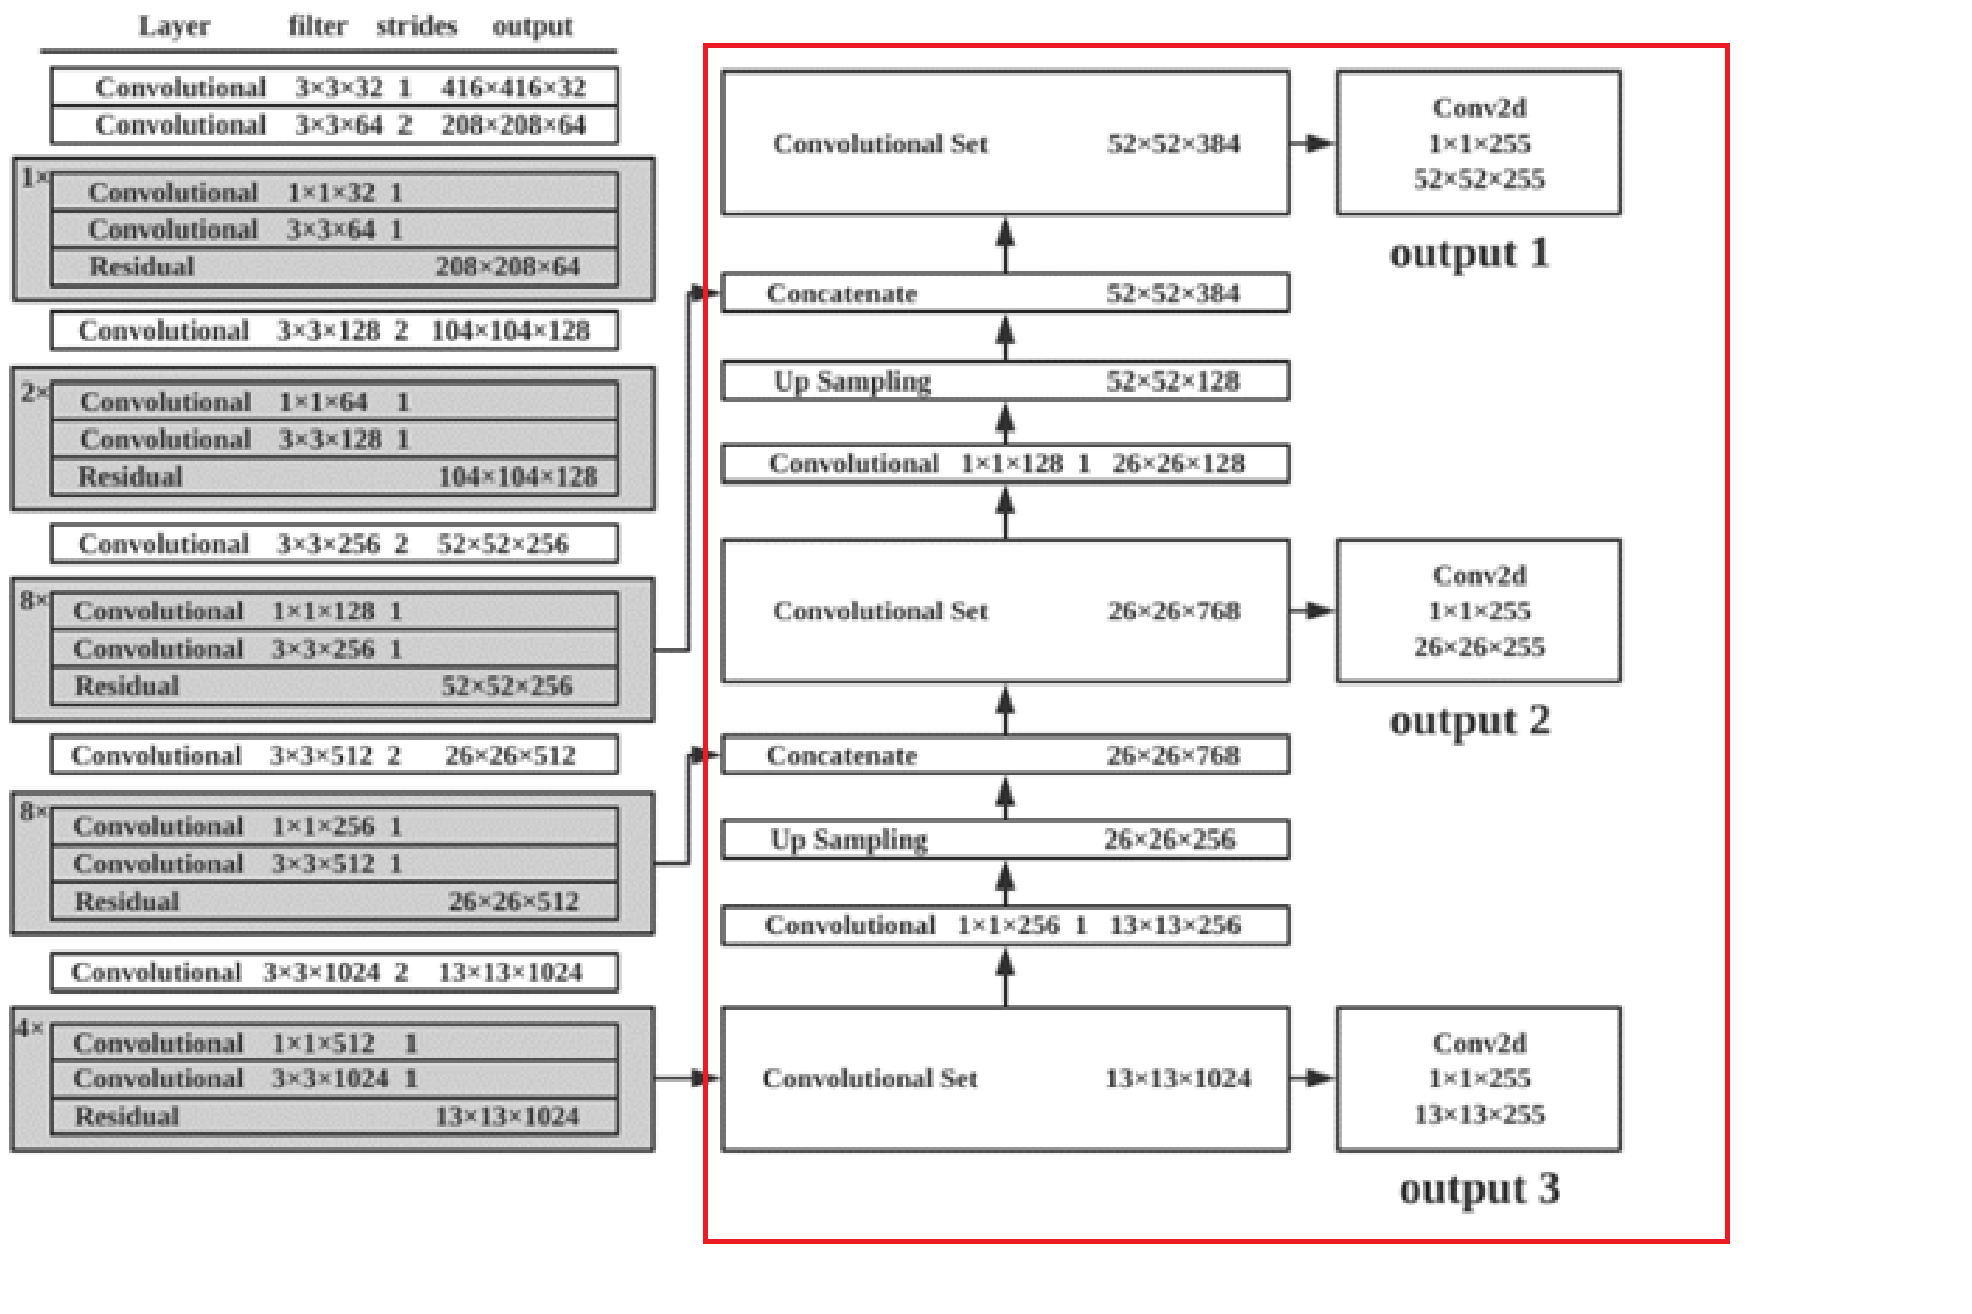 Layer filter strides output
Convolutional 3×3×32 1 416×416×32
Convolutional 3×3×64 2 208×208×64
1×
Convolutional 1×1×32 1
Convolutional 3×3×64 1
Residual 208×208×64
Convolutional 3×3×128 2 104×104×128
2×
Convolutional 1×1×64 1
Convolutional 3×3×128 1
Residual 104×104×128
Convolutional 3×3×256 2 52×52×256
8×
Convolutional 1×1×128 1
Convolutional 3×3×256 1
Residual 52×52×256
Convolutional 3×3×512 2 26×26×512
8×
Convolutional 1×1×256 1
Convolutional 3×3×512 1
Residual 26×26×512
Convolutional 3×3×1024 2 13×13×1024
4×
Convolutional 1×1×512 1
Convolutional 3×3×1024 1
Residual 13×13×1024
Convolutional Set 52×52×384
Concatenate 52×52×384
Up Sampling 52×52×128
Convolutional 1×1×128 1 26×26×128
Convolutional Set 26×26×768
Concatenate 26×26×768
Up Sampling 26×26×256
Convolutional 1×1×256 1 13×13×256
Convolutional Set 13×13×1024
Conv2d
1×1×255
52×52×255
output 1
Conv2d
1×1×255
26×26×255
output 2
Conv2d
1×1×255
13×13×255
output 3